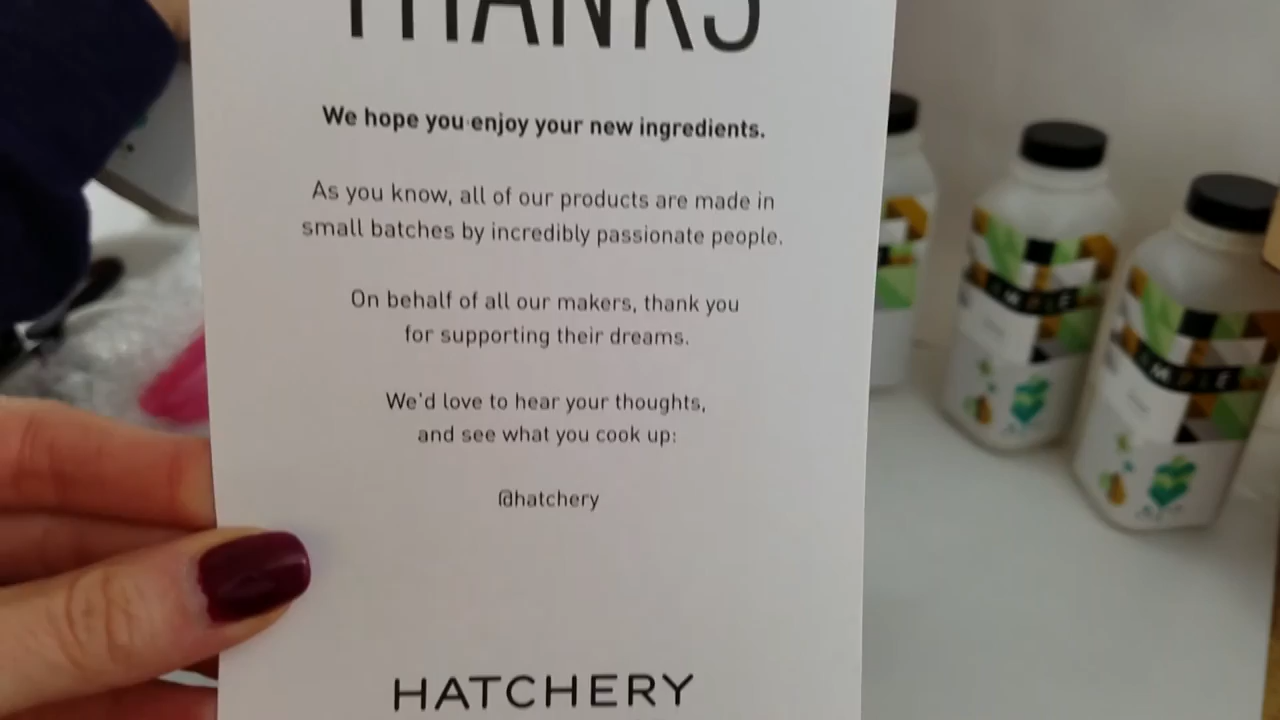 THANKS
We hope you enjoy your new ingredients.
As you know, all of our products are made in
small batches by incredibly passionate people.
On behalf of all our makers, thank you
for supporting their dreams.
We'd love to hear your thoughts,
and see what you cook up:
@hatchery
HATCHERY